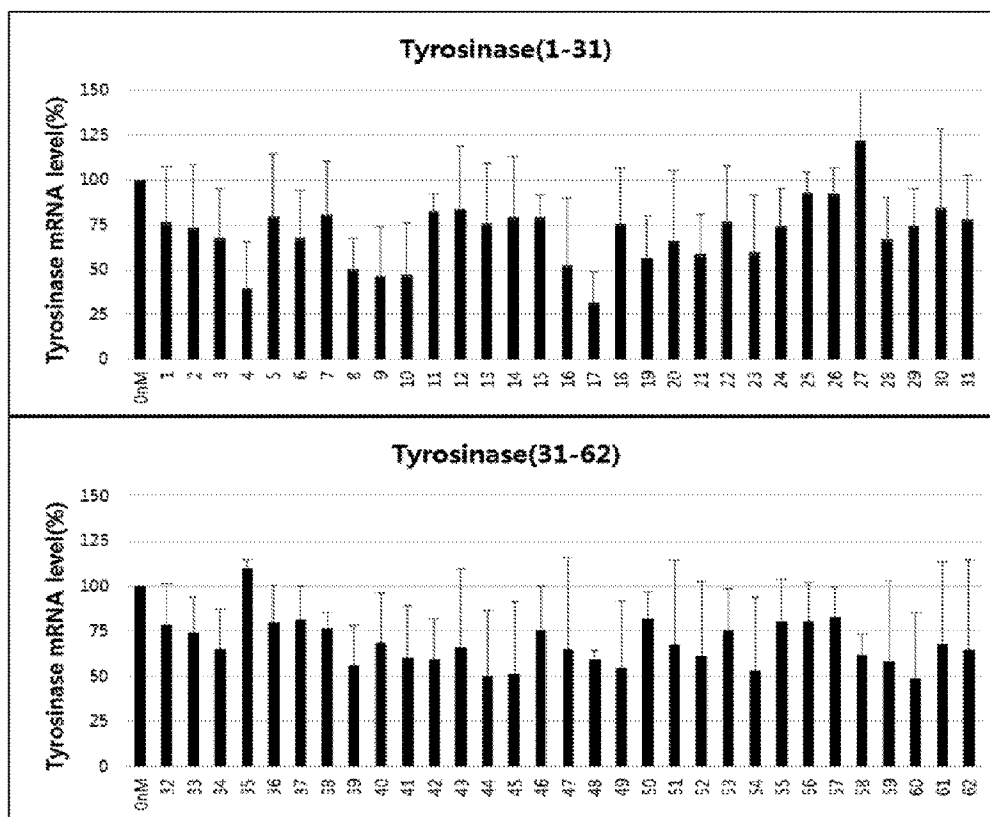 Tyrosinase(1-31)
Tyrosinase mRNA level(%)
150
125
100
75
50
25
0
0nM 1 2 3 4 5 6 7 8 9 10 11 12 13 14 15 16 17 18 19 20 21 22 23 24 25 26 27 28 29 30 31
Tyrosinase(31-62)
Tyrosinase mRNA level(%)
150
125
100
75
50
25
0
0nM 32 33 34 35 36 37 38 39 40 41 42 43 44 45 46 47 48 49 50 51 52 53 54 55 56 57 58 59 60 61 62